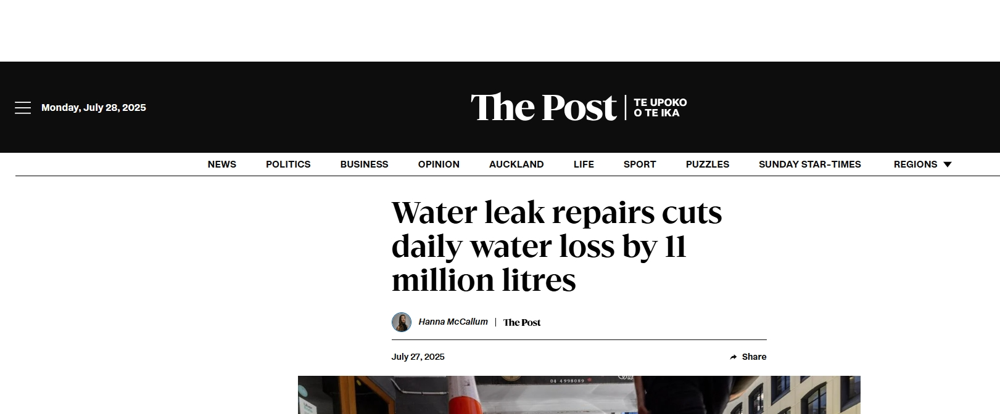 Monday, July 28, 2025
The Post
TE UPOKO
O TE IKA
NEWS POLITICS BUSINESS OPINION AUCKLAND LIFE SPORT PUZZLES SUNDAY STAR-TIMES REGIONS
Water leak repairs cuts
daily water loss by 11
million litres
Hanna McCallum | The Post
July 27, 2025
Share
04 4998089